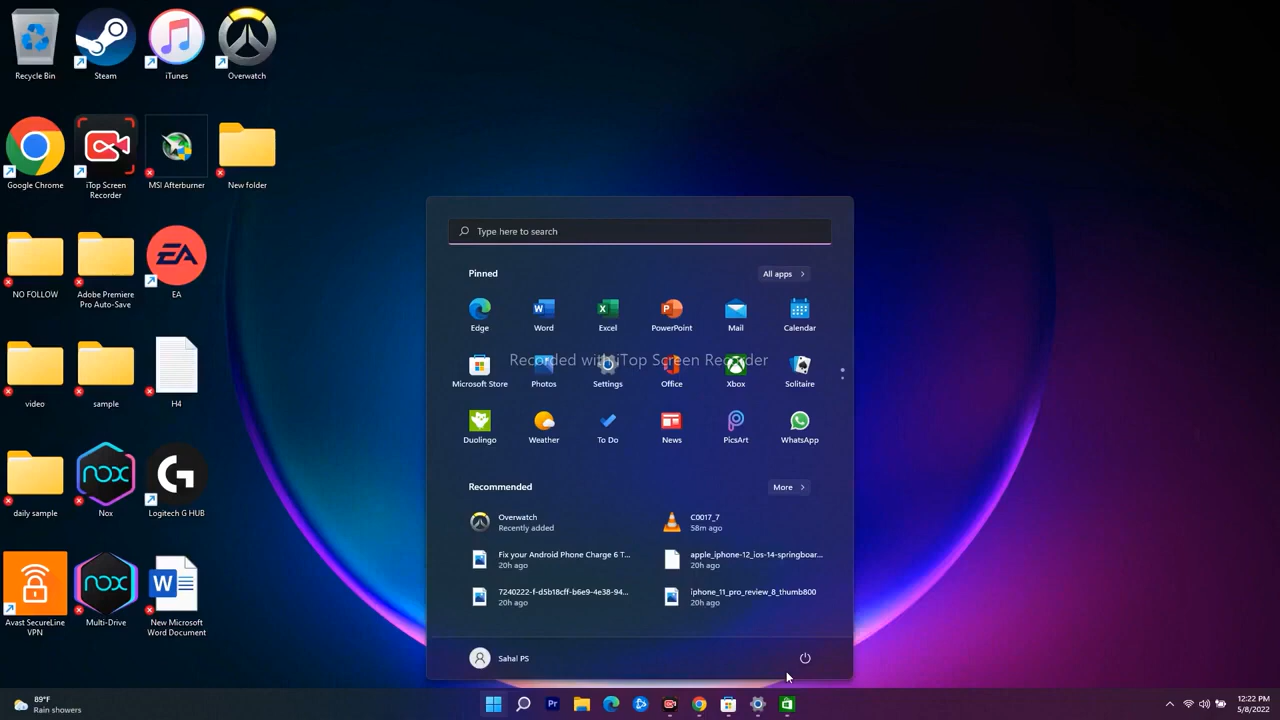 Recycle Bin
Steam
iTunes
Overwatch
Google Chrome
iTop Screen
Recorder
MSI Afterburner
New folder
NO FOLLOW
Adobe Premiere
Pro Auto-Save
EA
EA
video
sample
H4
daily sample
nox
Nox
Logitech G HUB
Avast SecureLine
VPN
nox
Multi-Drive
New Microsoft
Word Document
Type here to search
Pinned
All apps
Edge
Word
Excel
PowerPoint
Mail
Calendar
Recorded with iTop Screen Recorder
Microsoft Store
Photos
Settings
Office
Xbox
Solitaire
Duolingo
Weather
To Do
News
PicsArt
WhatsApp
Recommended
More
Overwatch
Recently added
C0017_7
58m ago
Fix your Android Phone Charge 6 T...
20h ago
apple_iphone-12_ios-14-springboar...
20h ago
7240222-f-d5b18cff-b6e9-4e38-94...
20h ago
iphone_11_pro_review_8_thumb800
20h ago
Sahal PS
89°F
Rain showers
Pr
12:22 PM
5/8/2022